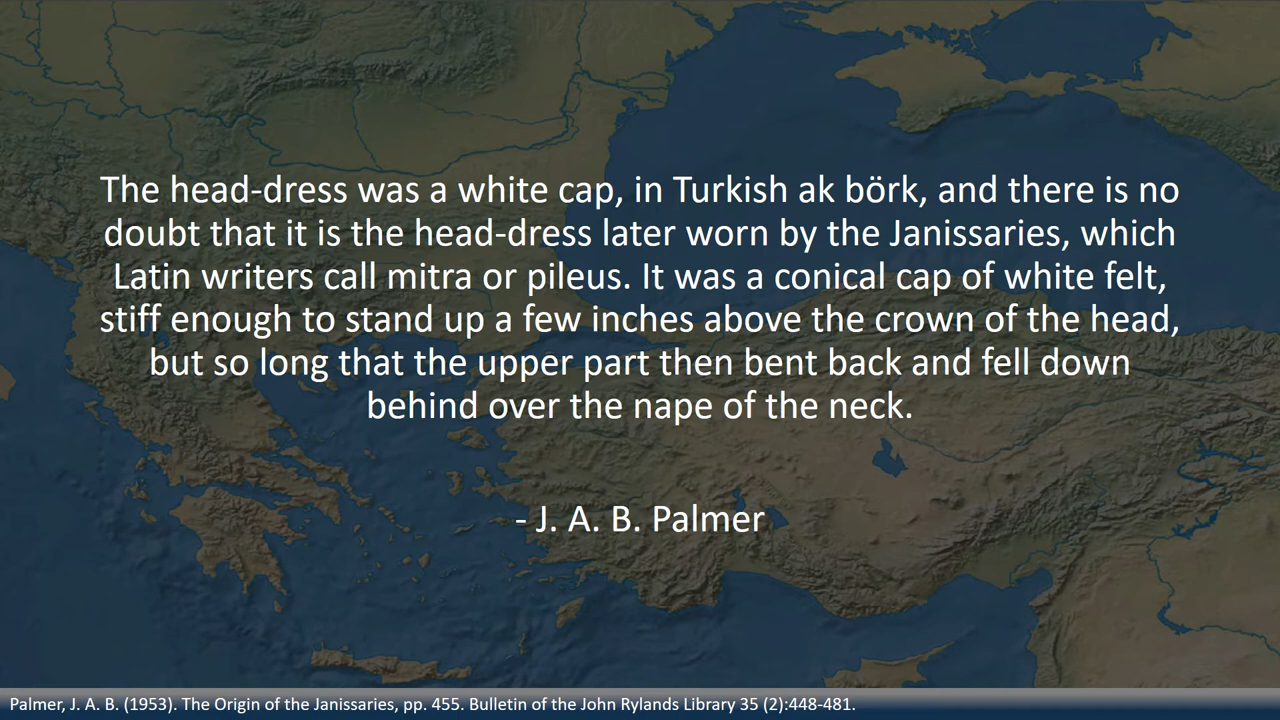 The head-dress was a white cap, in Turkish ak börk, and there is no
doubt that it is the head-dress later worn by the Janissaries, which
Latin writers call mitra or pileus. It was a conical cap of white felt,
stiff enough to stand up a few inches above the crown of the head,
but so long that the upper part then bent back and fell down
behind over the nape of the neck.
- J. A. B. Palmer
Palmer, J. A. B. (1953). The Origin of the Janissaries, pp. 455. Bulletin of the John Rylands Library 35 (2):448-481.